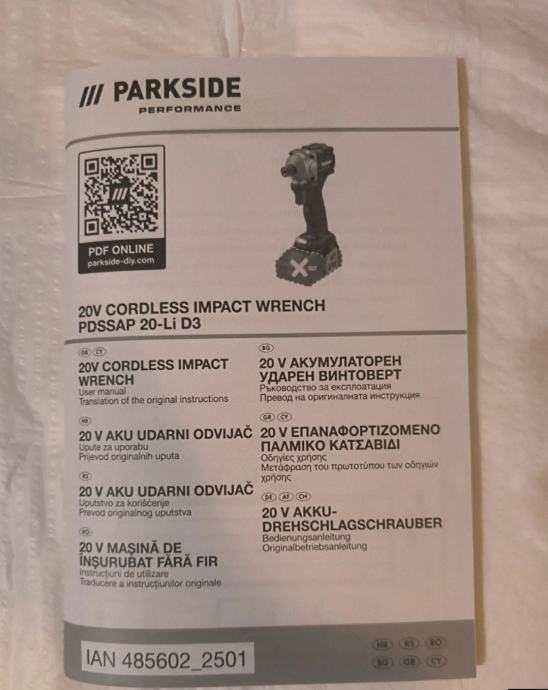 /// PARKSIDE
PERFORMANCE
PDF ONLINE
parkside-diy.com
20V CORDLESS IMPACT WRENCH
PDSSAP 20-Li D3
GB CY
20V CORDLESS IMPACT
WRENCH
User manual
Translation of the original instructions
HR
20 V AKU UDARNI ODVIJAČ
Upute za uporabu
Prijevod originalnih uputa
RS
20 V AKU UDARNI ODVIJAČ
Uputstvo za korišćenje
Prevod originalnog uputstva
RO
20 V MAȘINĂ DE
ÎNȘURUBAT FĂRĂ FIR
Instrucțiuni de utilizare
Traducere a instrucțiunilor originale
BG
20 V АКУМУЛАТОРЕН
УДАРЕН ВИНТОВЕРТ
Ръководство за експлоатация
Превод на оригиналната инструкция
GR CY
20 V ΕΠΑΝΑΦΟΡΤΙΖΟΜΕΝΟ
ΠΑΛΜΙΚΟ ΚΑΤΣΑΒΙΔΙ
Οδηγίες χρήσης
Μετάφραση του πρωτοτύπου των οδηγιών
χρήσης
DE AT CH
20 V AKKU-
DREHSCHLAGSCHRAUBER
Bedienungsanleitung
Originalbetriebsanleitung
IAN 485602_2501
HR RS RO
BG GR CY